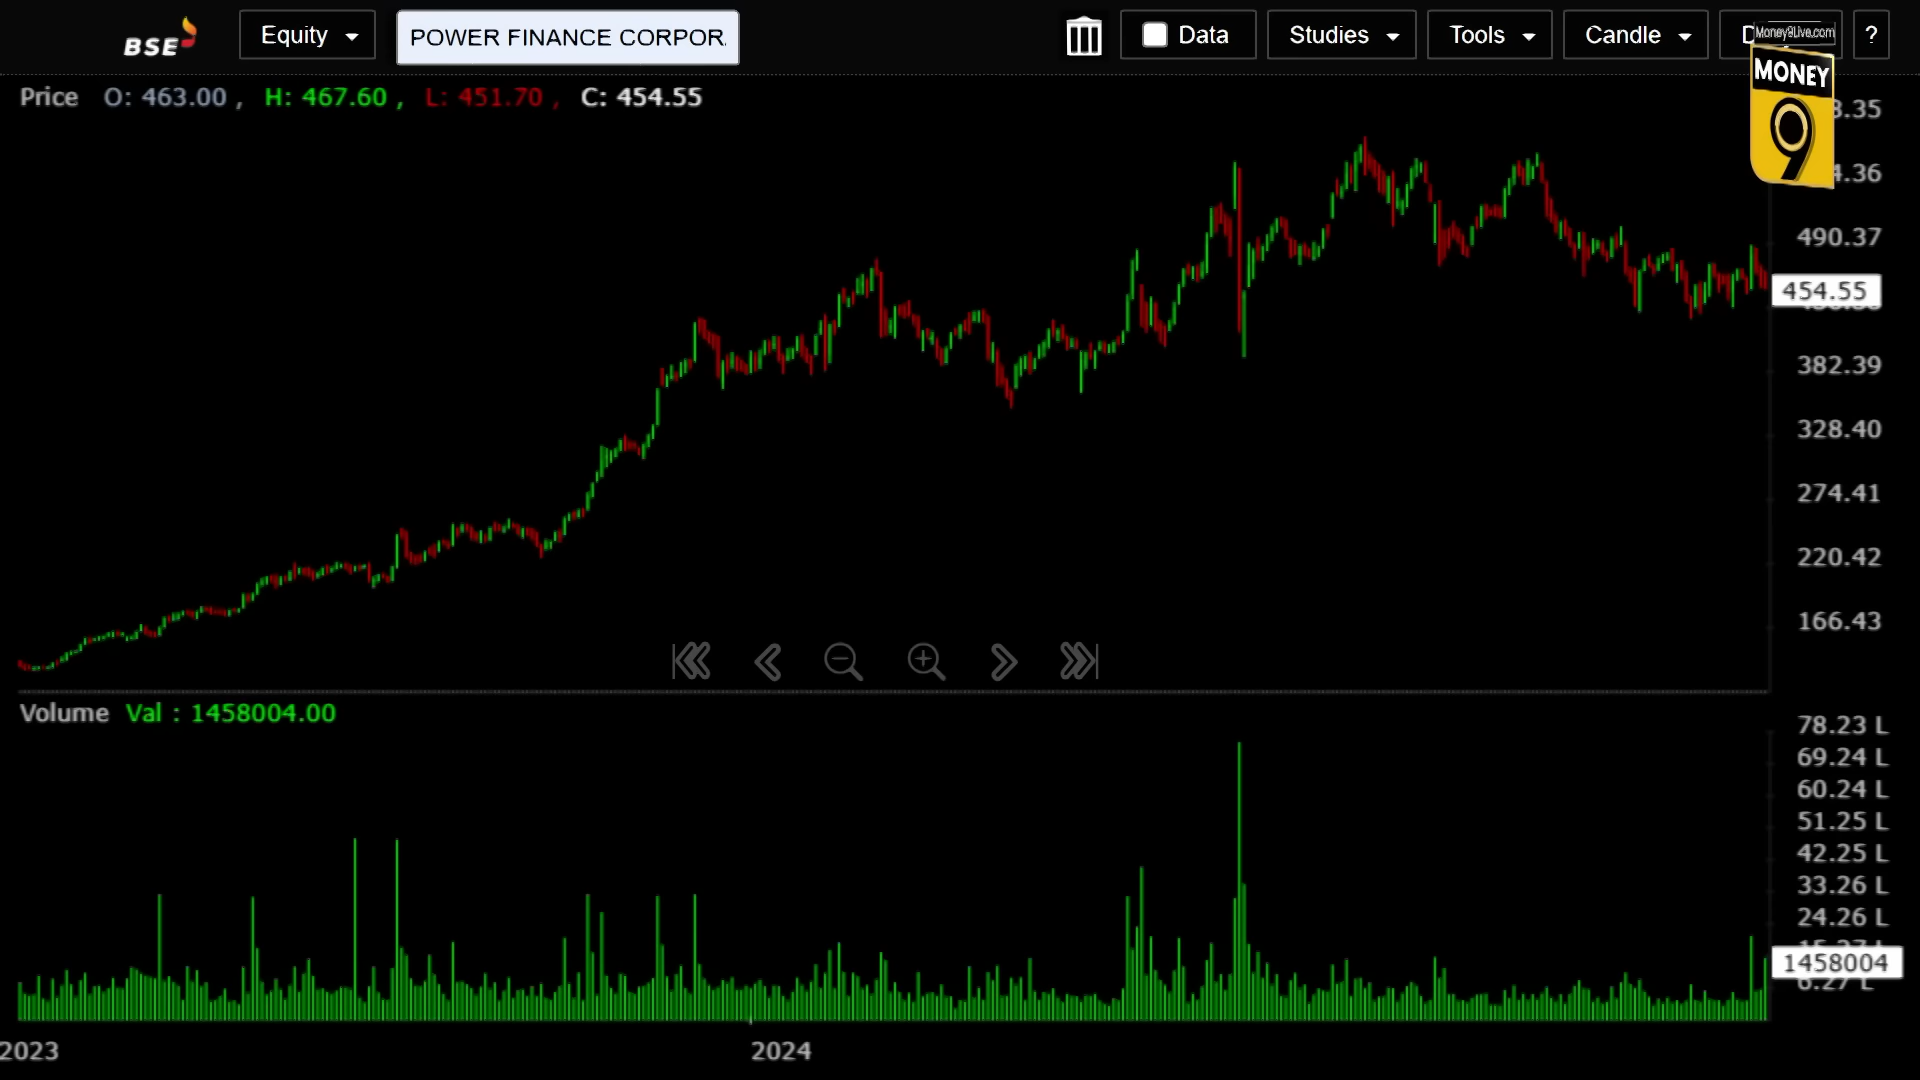 BSE
Equity
POWER FINANCE CORPOR
Data
Studies
Tools
Candle
?
Money9Live.com
MONEY
9
Price O: 463.00 , H: 467.60 , L: 451.70 , C: 454.55
490.37
454.55
382.39
328.40
274.41
220.42
166.43
Volume Val : 1458004.00
78.23 L
69.24 L
60.24 L
51.25 L
42.25 L
33.26 L
24.26 L
1458004
6.27 L
2023
2024